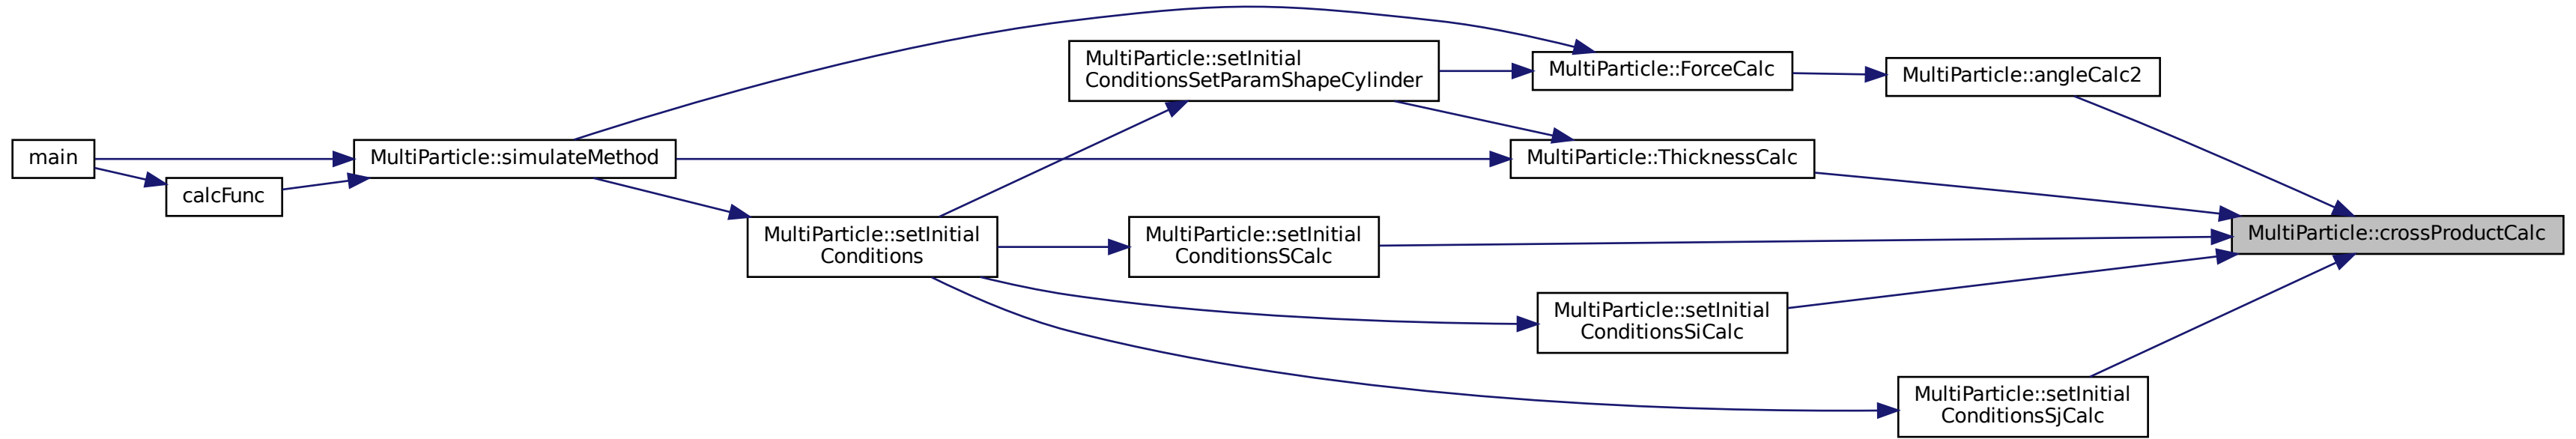 MultiParticle::setInitial
ConditionsSetParamShapeCylinder
MultiParticle::ForceCalc
MultiParticle::angleCalc2
main
MultiParticle::simulateMethod
MultiParticle::ThicknessCalc
calcFunc
MultiParticle::setInitial
Conditions
MultiParticle::setInitial
ConditionsSCalc
MultiParticle::crossProductCalc
MultiParticle::setInitial
ConditionsSiCalc
MultiParticle::setInitial
ConditionsSjCalc